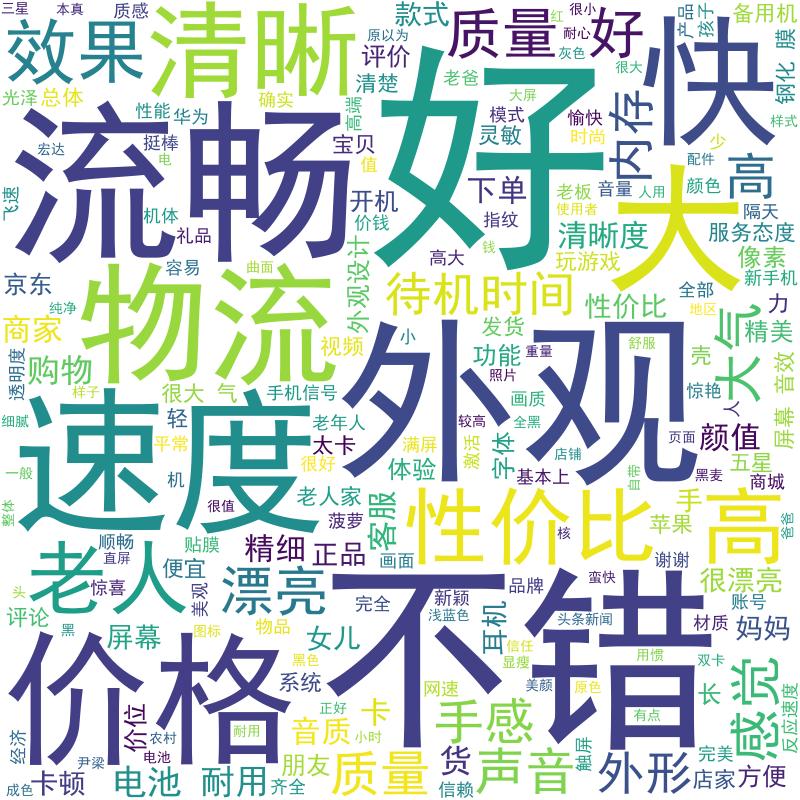 三星
本真
质感
款式
原以为
很小
红
产品
孩子
备用机
效果
清晰
评价
质量
耐心
好
快
膜
钢化
光泽
总体
清楚
老爸
灰色
很大
性能
华为
确实
高端
好
大屏
模式
愉快
内存
样式
宏达
挺棒
宝贝
灵敏
时尚
少
电
值
流畅
大
配件
高
飞速
机体
礼品
开机
价钱
下单
指纹
老板
音量
人用
颜色
使用者
隔天
清晰度
服务态度
容易
曲面
外观设计
高大
钱
玩游戏
像素
新手机
京东
纯净
物流
待机时间
性价比
全部
地区
力
商家
视频
小
发货
大气
精美
透明度
购物
外观
功能
重量
舒服
壳
样子
很大
气
手机信号
照片
画质
惊艳
音效
细腻
速度
轻
老年人
全黑
较高
人
屏幕
平常
太卡
满屏
激活
字体
页面
颜值
一般
机
很好
体验
店铺
五星
很值
老人家
基本上
自带
黑麦
商城
整体
菠萝
客服
性价比
手
高
苹果
爸爸
顺畅
贴膜
精细
正品
核
直屏
老人
便宜
画面
蛮快
谢谢
头
惊喜
美观
漂亮
完全
新颖
品牌
不错
很漂亮
评论
浅蓝色
耳机
头条新闻
账号
黑
屏幕
图标
物品
女儿
信任
材质
妈妈
价格
黑色
显瘦
用惯
双卡
系统
网速
美颜
原色
感觉
价位
正好
卡
手感
有点
长
反应速度
经济
农村
耐用
音质
小时
电池
朋友
质量
货
声音
触屏
外形
完美
成色
卡顿
尹梁
电池
耐用
齐全
信赖
店家
方便